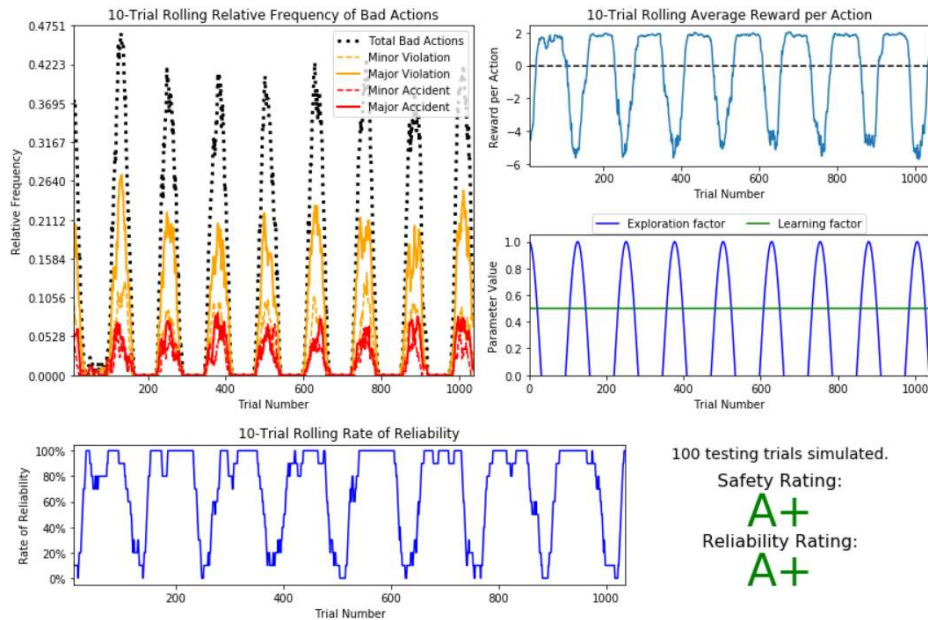 10-Trial Rolling Relative Frequency of Bad Actions
0.4751
0.4223
0.3695
0.3167
0.2640
0.2112
0.1584
0.1056
0.0528
0.0000
Relative Frequency
Total Bad Actions
Minor Violation
Major Violation
Minor Accident
Major Accident
200
400
600
800
1000
Trial Number
10-Trial Rolling Average Reward per Action
2
0
−2
−4
−6
Reward per Action
200
400
600
800
1000
Trial Number
Exploration factor
Learning factor
1.0
0.8
0.6
0.4
0.2
0.0
Parameter Value
0
200
400
600
800
1000
Trial Number
10-Trial Rolling Rate of Reliability
100%
80%
60%
40%
20%
0%
Rate of Reliability
200
400
600
800
1000
Trial Number
100 testing trials simulated.
Safety Rating:
A+
Reliability Rating:
A+